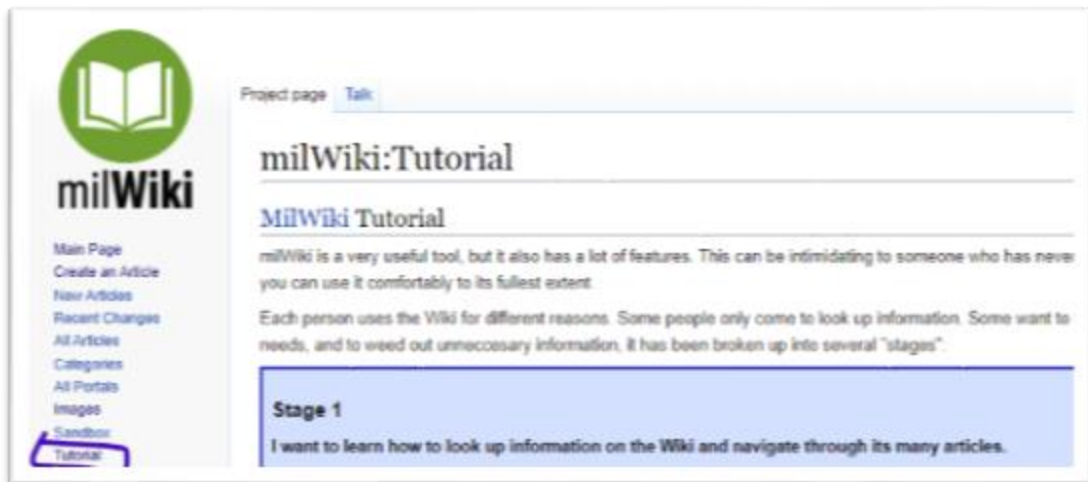 milWiki
Main Page
Create an Article
New Articles
Recent Changes
All Articles
Categories
All Portals
Images
Sandbox
Tutorial
Project page Talk
milWiki:Tutorial
MilWiki Tutorial
milWiki is a very useful tool, but it also has a lot of features. This can be intimidating to someone who has never
you can use it comfortably to its fullest extent.
Each person uses the Wiki for different reasons. Some people only come to look up information. Some want to
needs, and to weed out unneccesary information, it has been broken up into several "stages":
Stage 1
I want to learn how to look up information on the Wiki and navigate through its many articles.